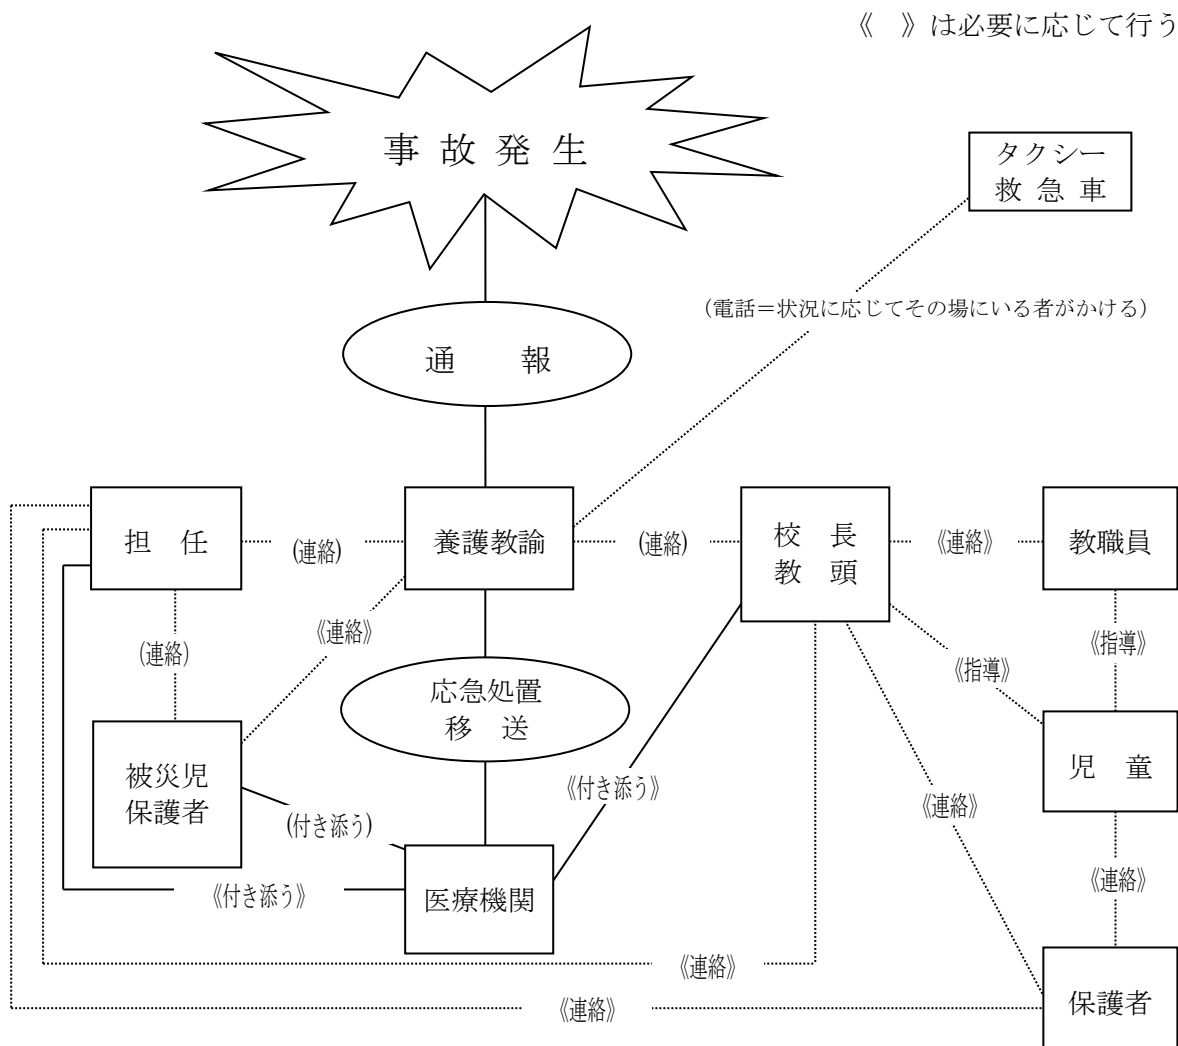 《　》は必要に応じて行う
事 故 発 生
タクシー
救 急 車
（電話＝状況に応じてその場にいる者がかける）
通　　報
担　任
(連絡)
養護教諭
(連絡)
校　長
教　頭
《連絡》
教職員
(連絡)
《連絡》
《指導》
《指導》
応急処置
移　送
被災児
保護者
児　童
(付き添う)
《付き添う》
《連絡》
《付き添う》
医療機関
《連絡》
《連絡》
《連絡》
保護者